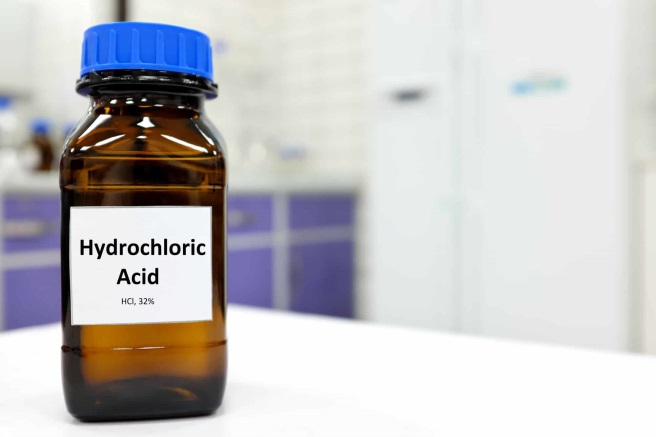 Hydrochloric
Acid
HCl, 32%